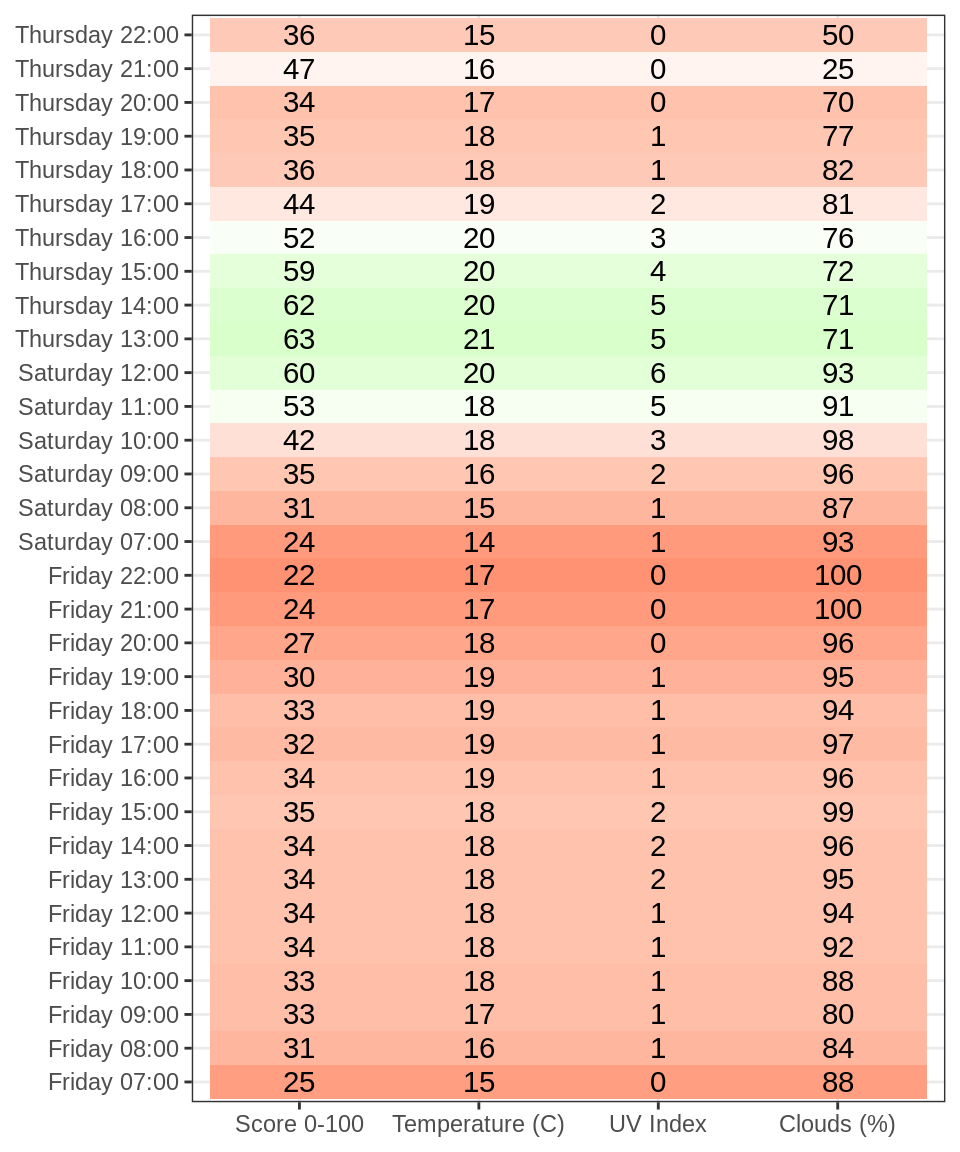 Thursday 22:00 36 15 0 50
Thursday 21:00 47 16 0 25
Thursday 20:00 34 17 0 70
Thursday 19:00 35 18 1 77
Thursday 18:00 36 18 1 82
Thursday 17:00 44 19 2 81
Thursday 16:00 52 20 3 76
Thursday 15:00 59 20 4 72
Thursday 14:00 62 20 5 71
Thursday 13:00 63 21 5 71
Saturday 12:00 60 20 6 93
Saturday 11:00 53 18 5 91
Saturday 10:00 42 18 3 98
Saturday 09:00 35 16 2 96
Saturday 08:00 31 15 1 87
Saturday 07:00 24 14 1 93
Friday 22:00 22 17 0 100
Friday 21:00 24 17 0 100
Friday 20:00 27 18 0 96
Friday 19:00 30 19 1 95
Friday 18:00 33 19 1 94
Friday 17:00 32 19 1 97
Friday 16:00 34 19 1 96
Friday 15:00 35 18 2 99
Friday 14:00 34 18 2 96
Friday 13:00 34 18 2 95
Friday 12:00 34 18 1 94
Friday 11:00 34 18 1 92
Friday 10:00 33 18 1 88
Friday 09:00 33 17 1 80
Friday 08:00 31 16 1 84
Friday 07:00 25 15 0 88
Score 0-100 Temperature (C) UV Index Clouds (%)